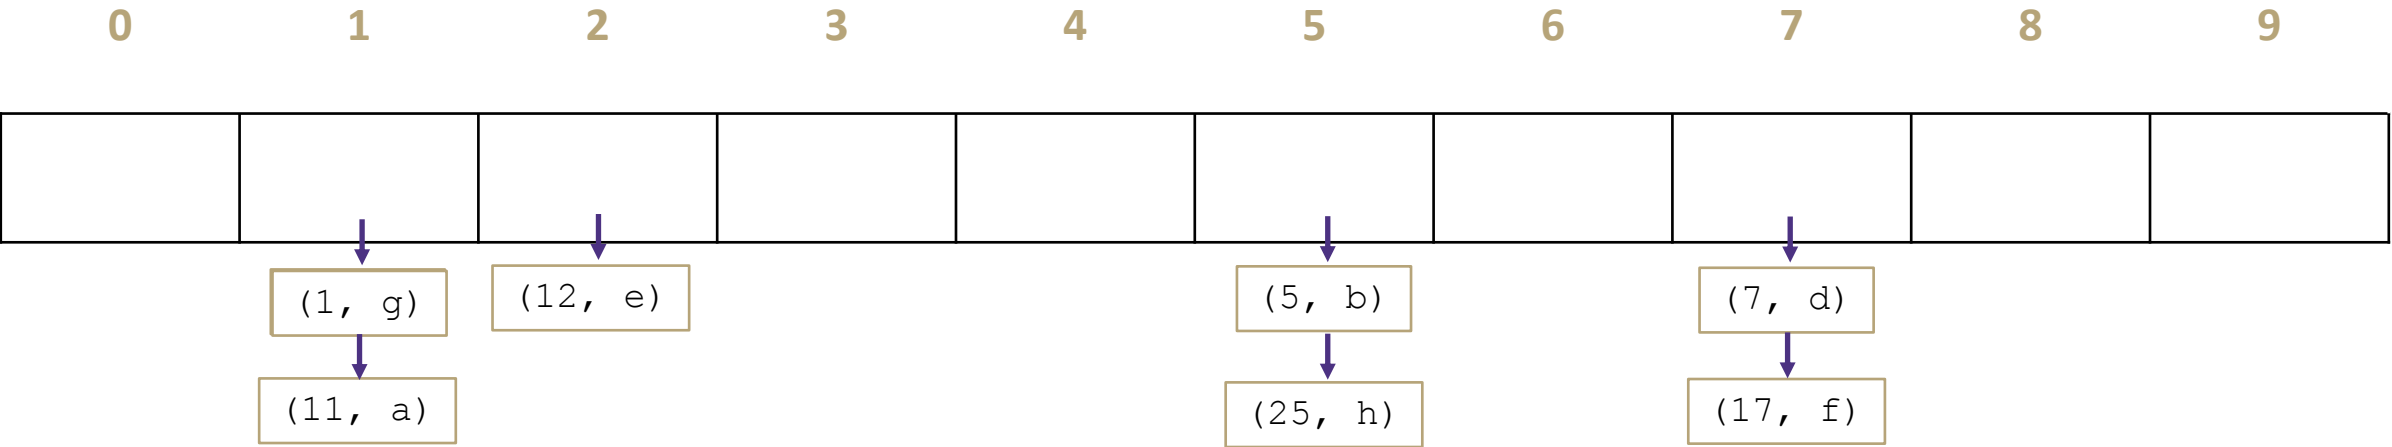 0 1 2 3 4 5 6 7 8 9
(1, g) (12, e) (5, b) (7, d)
(11, a) (25, h) (17, f)